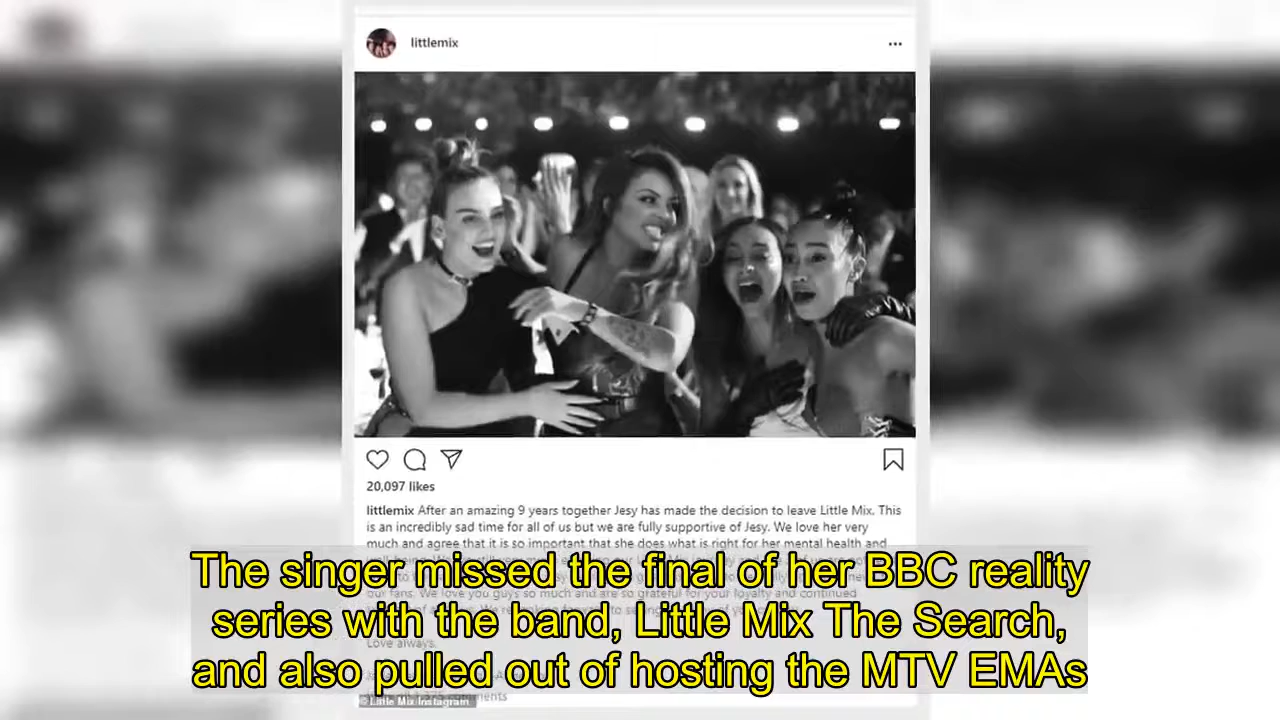 littlemix
20,097 likes
littlemix After an amazing 9 years together Jesy has made the decision to leave Little Mix. This
is an incredibly sad time for all of us but we are fully supportive of Jesy. We love her very
much and agree that it is so important that she does what is right for her mental health and
The singer missed the final of her BBC reality
our fans. We love you guys so much and are so grateful for your loyalty and continued
series with the band, Little Mix The Search,
Love always,
and also pulled out of hosting the MTV EMAs
comments
© Little Mix Instagram